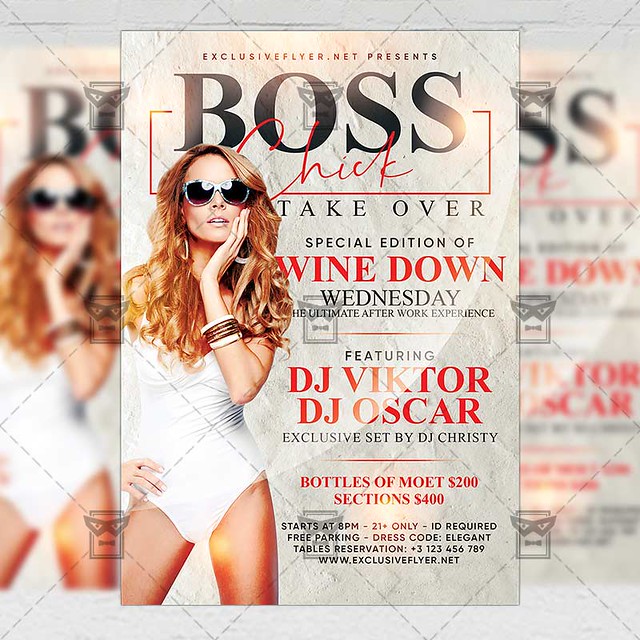 EXCLUSIVEFLYER.NET PRESENTS
BOSS
Chick
TAKE OVER
SPECIAL EDITION OF
WINE DOWN
WEDNESDAY
HE ULTIMATE AFTER WORK EXPERIENCE
FEATURING
DJ VIKTOR
DJ OSCAR
EXCLUSIVE SET BY DJ CHRISTY
BOTTLES OF MOET $200
SECTIONS $400
STARTS AT 8PM - 21+ ONLY - ID REQUIRED
FREE PARKING - DRESS CODE: ELEGANT
TABLES RESERVATION: +3 123 456 789
WWW.EXCLUSIVEFLYER.NET